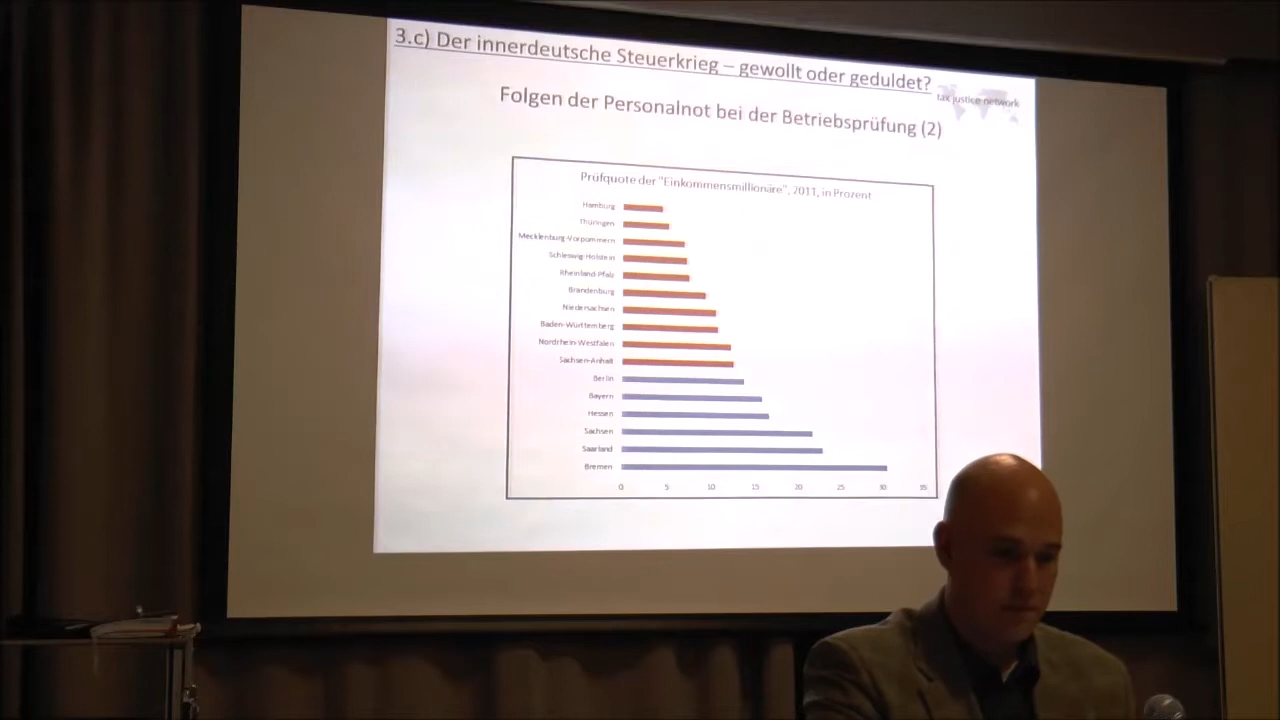 3.c) Der innerdeutsche Steuerkrieg – gewollt oder geduldet?
tax justice network
Folgen der Personalnot bei der Betriebsprüfung (2)
Prüfquote der "Einkommensmillionäre", 2011, in Prozent
Hamburg
Thüringen
Mecklenburg-Vorpommern
Schleswig-Holstein
Rheinland-Pfalz
Brandenburg
Niedersachsen
Baden-Württemberg
Nordrhein-Westfalen
Sachsen-Anhalt
Berlin
Bayern
Hessen
Sachsen
Saarland
Bremen
0 5 10 15 20 25 30 35